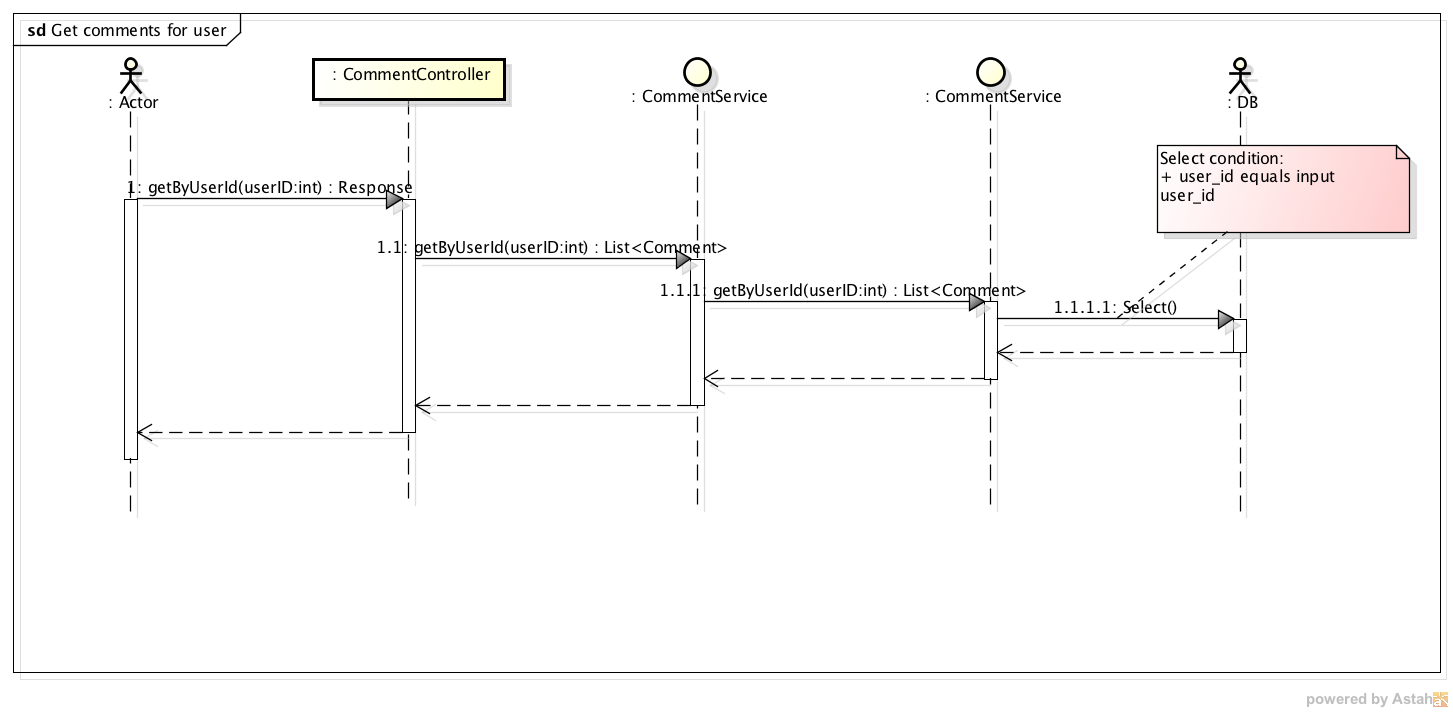 sd Get comments for user
: Actor
: CommentController
: CommentService
: CommentService
: DB
Select condition:
+ user_id equals input
user_id
1: getByUserId(userID:int) : Response
1.1: getByUserId(userID:int) : List<Comment>
1.1.1: getByUserId(userID:int) : List<Comment>
1.1.1.1: Select()
powered by Astah